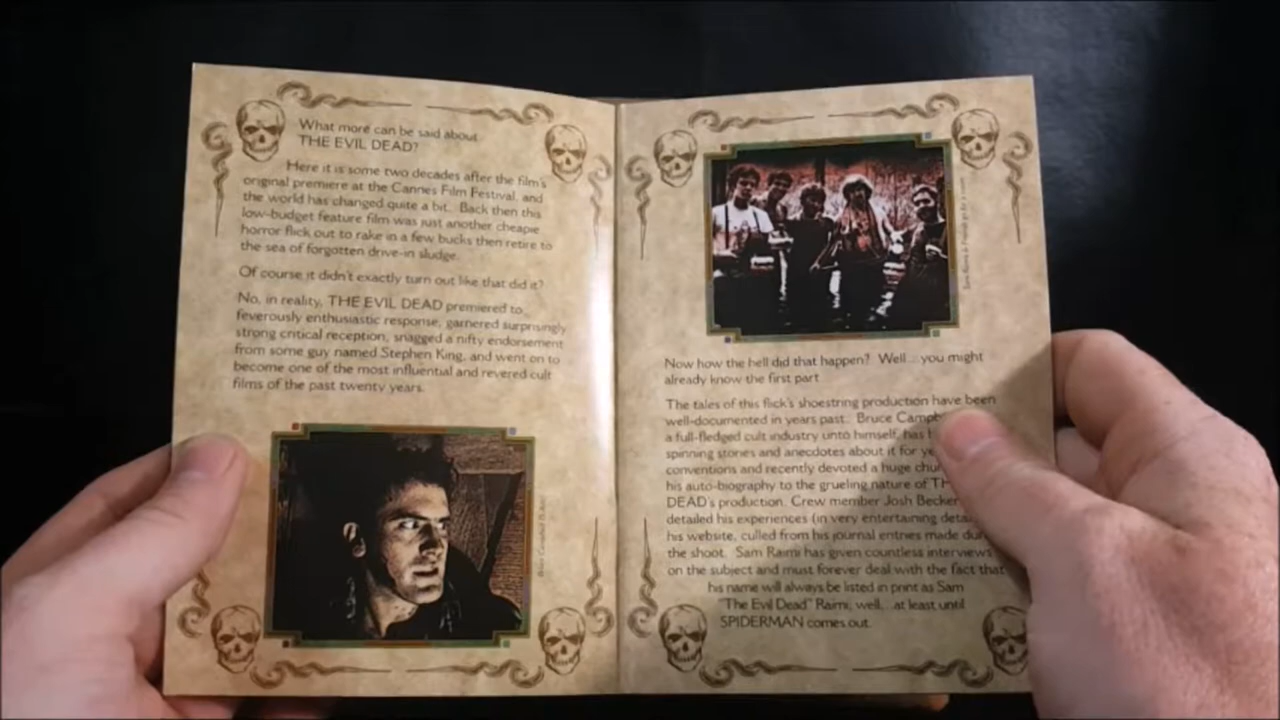 What more can be said about
THE EVIL DEAD?
Here it is some two decades after the film's
original premiere at the Cannes Film Festival, and
the world has changed quite a bit. Back then this
low-budget feature film was just another cheapie
horror flick out to rake in a few bucks then retire to
the sea of forgotten drive-in sludge.
Of course it didn't exactly turn out like that did it?
No, in reality, THE EVIL DEAD premiered to
feverously enthusiastic response, garnered surprisingly
strong critical reception, snagged a nifty endorsement
from some guy named Stephen King, and went on to
become one of the most influential and revered cult
films of the past twenty years.
Now how the hell did that happen? Well... you might
already know the first part
The tales of this flick's shoestring production have been
well-documented in years past. Bruce Campb
a full-fledged cult industry unto himself, has
spinning stories and anecdotes about it for ye
conventions and recently devoted a huge chu
his auto-biography to the grueling nature of TH
DEAD's production. Crew member Josh Becker
detailed his experiences (in very entertaining deta
his website, culled from his journal entries made dur
the shoot. Sam Raimi has given countless interviews
on the subject and must forever deal with the fact that
his name will always be listed in print as Sam
"The Evil Dead" Raimi, well... at least until
SPIDERMAN comes out.